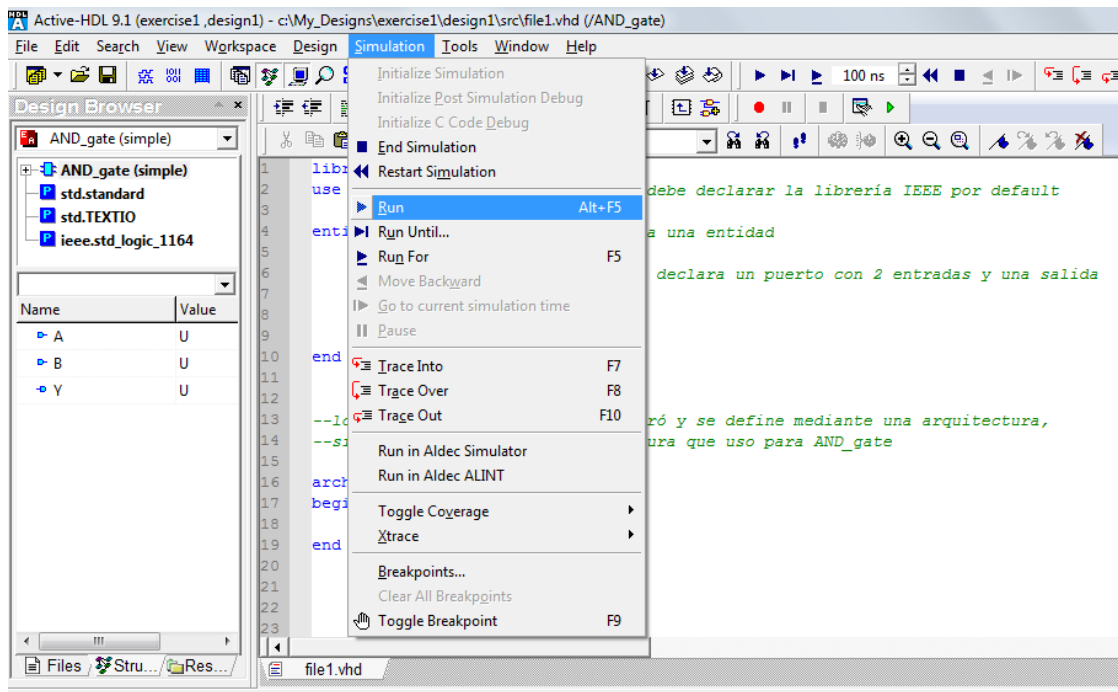 Active-HDL 9.1 (exercise1 ,design1) - c:\My_Designs\exercise1\design1\src\file1.vhd (/AND_gate)
File Edit Search View Workspace Design Simulation Tools Window Help
100 ns
Design Browser
AND_gate (simple)
AND_gate (simple)
std.standard
std.TEXTIO
ieee.std_logic_1164
Name Value
A U
B U
Y U
Files Stru... Res...
Initialize Simulation
Initialize Post Simulation Debug
Initialize C Code Debug
End Simulation
Restart Simulation
Run Alt+F5
Run Until...
Run For F5
Move Backward
Go to current simulation time
Pause
Trace Into F7
Trace Over F8
Trace Out F10
Run in Aldec Simulator
Run in Aldec ALINT
Toggle Coverage
Xtrace
Breakpoints...
Clear All Breakpoints
Toggle Breakpoint F9
1 libr
2 use debe declarar la librería IEEE por default
3
4 enti a una entidad
5
6 declara un puerto con 2 entradas y una salida
7
8
9
10 end
11
12
13 --lo ró y se define mediante una arquitectura,
14 --si ura que uso para AND_gate
15
16 arch
17 begi
18
19 end
20
21
22
23
file1.vhd